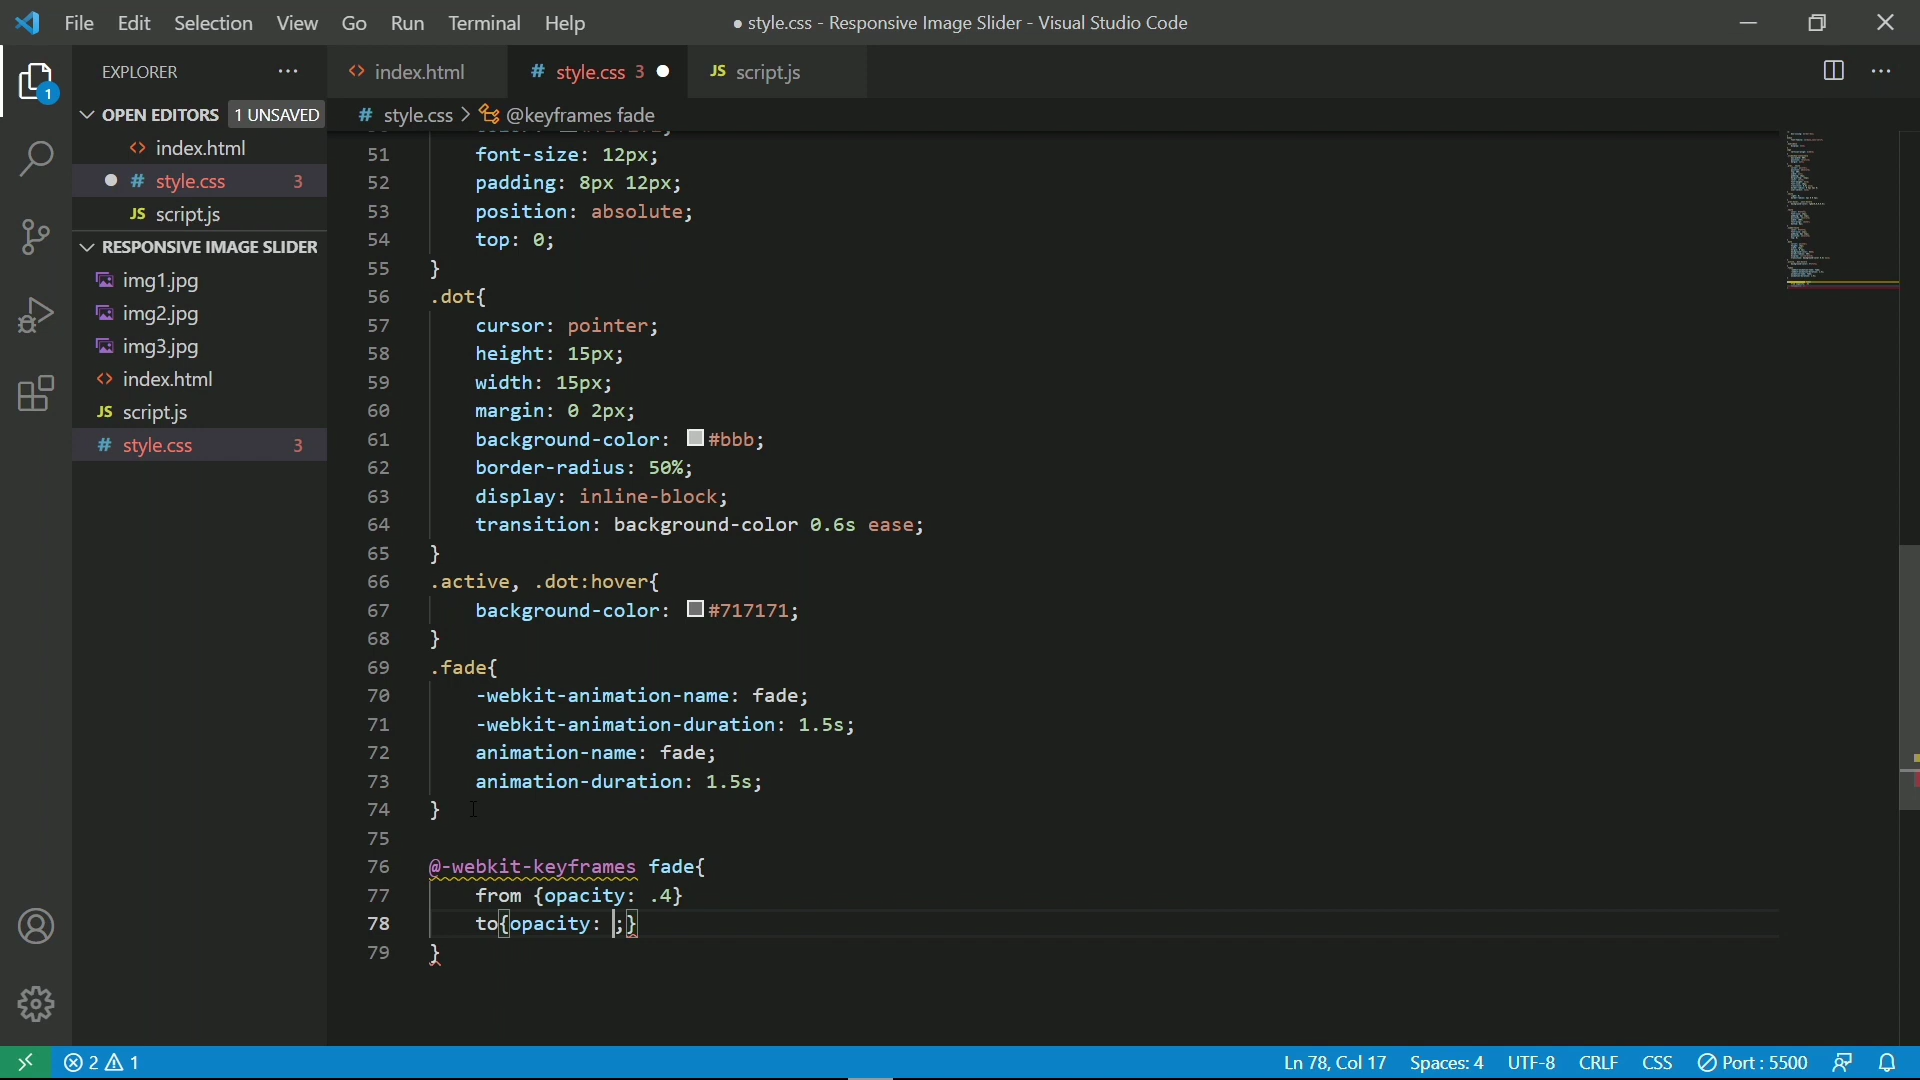 File Edit Selection View Go Run Terminal Help
● style.css - Responsive Image Slider - Visual Studio Code
EXPLORER ···
<> index.html
# style.css 3 ●
JS script.js
OPEN EDITORS 1 UNSAVED
<> index.html
● # style.css 3
JS script.js
RESPONSIVE IMAGE SLIDER
img1.jpg
img2.jpg
img3.jpg
<> index.html
JS script.js
# style.css 3
# style.css > @keyframes fade
51 font-size: 12px;
52 padding: 8px 12px;
53 position: absolute;
54 top: 0;
55 }
56 .dot{
57 cursor: pointer;
58 height: 15px;
59 width: 15px;
60 margin: 0 2px;
61 background-color: #bbb;
62 border-radius: 50%;
63 display: inline-block;
64 transition: background-color 0.6s ease;
65 }
66 .active, .dot:hover{
67 background-color: #717171;
68 }
69 .fade{
70 -webkit-animation-name: fade;
71 -webkit-animation-duration: 1.5s;
72 animation-name: fade;
73 animation-duration: 1.5s;
74 }
75
76 @-webkit-keyframes fade{
77 from {opacity: .4}
78 to{opacity: ;}
79 }
1
2 1 Ln 78, Col 17 Spaces: 4 UTF-8 CRLF CSS Port : 5500